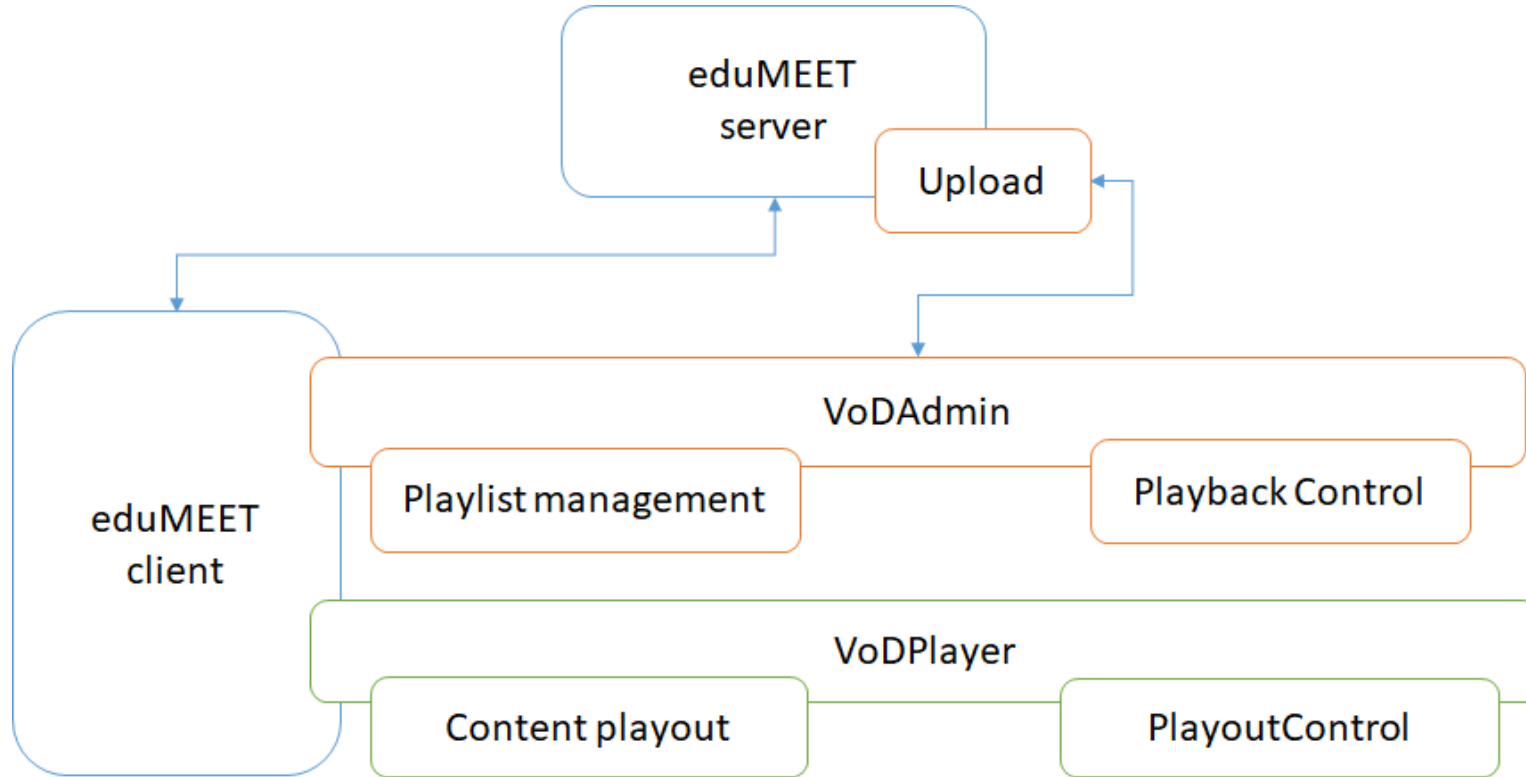 eduMEET
server
Upload
VoDAdmin
Playlist management
Playback Control
eduMEET
client
VoDPlayer
Content playout
PlayoutControl